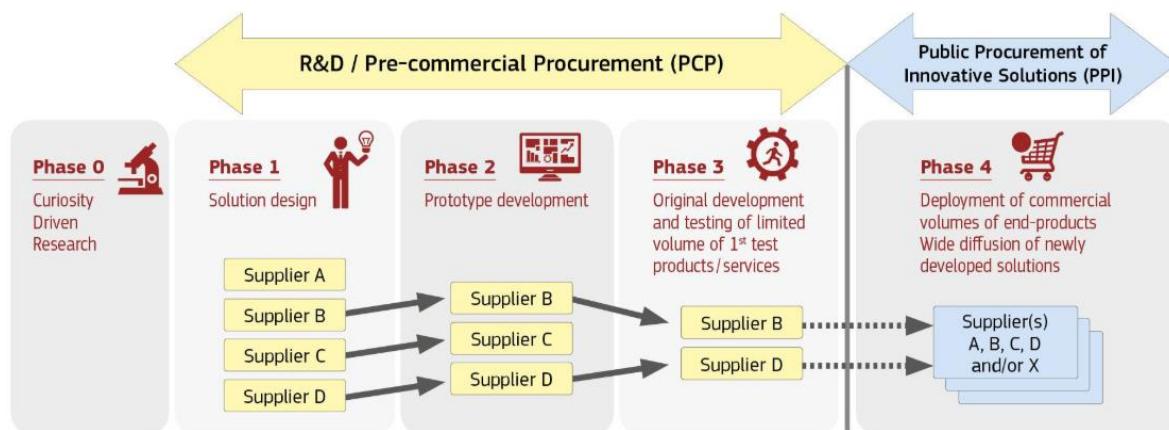 R&D / Pre-commercial Procurement (PCP)
Public Procurement of
Innovative Solutions (PPI)
Phase 0
Curiosity
Driven
Research
Phase 1
Solution design
Supplier A
Supplier B
Supplier C
Supplier D
Phase 2
Prototype development
Supplier B
Supplier C
Supplier D
Phase 3
Original development
and testing of limited
volume of 1st test
products/services
Supplier B
Supplier D
Phase 4
Deployment of commercial
volumes of end-products
Wide diffusion of newly
developed solutions
Supplier(s)
A, B, C, D
and/or X